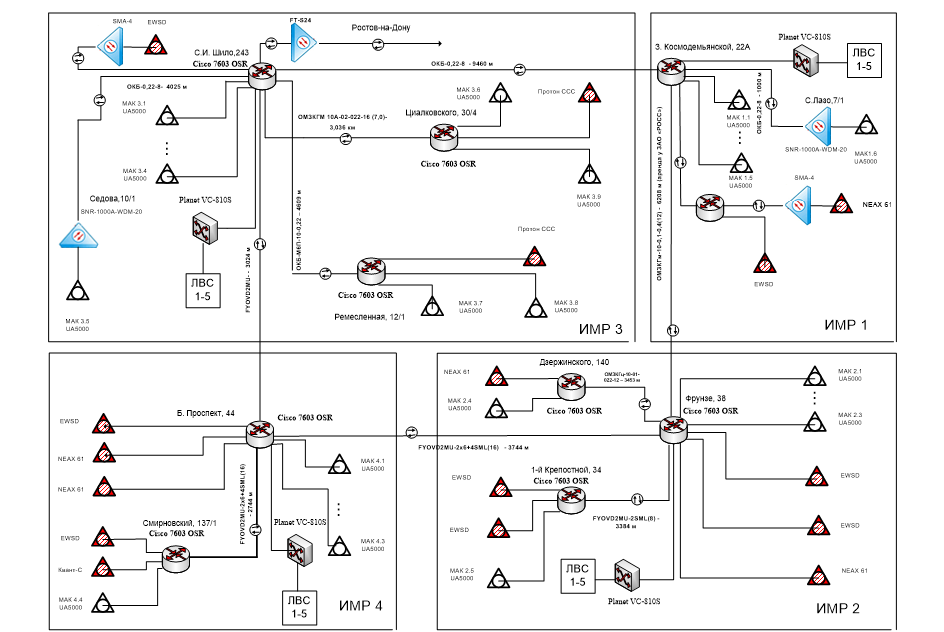 SMA-4
EWSD
FT-S24
Ростов-на-Дону
С.И. Шило,243
Cisco 7603 OSR
ОКБ-0,22-8- 4025 м
МАК 3.1
UA5000
МАК 3.4
UA5000
Седова,10/1
SNR-1000A-WDM-20
МАК 3.5
UA5000
Planet VC-810S
ЛВС
1-5
ОКБ-0,22-8 - 9460 м
МАК 3.6
UA5000
Протон ССС
Циалковского, 30/4
ОМЗКГМ 10А-02-022-16 (7,0)-
3,036 км
Cisco 7603 OSR
МАК 3.9
UA5000
ОКБ-МбП-10-0,22 – 4609 м
Протон ССС
Cisco 7603 OSR
Ремесленная, 12/1
МАК 3.7
UA5000
МАК 3.8
UA5000
FYOVD2MU- - 3024 м
ИМР 3
З. Космодемьянской, 22А
Planet VC-810S
ЛВС
1-5
МАК 1.1
UA5000
ОКБ-0,22-8 - 1000 м
С.Лазо,7/1
SNR-1000A-WDM-20
МАК1.6
UA5000
МАК 1.5
UA5000
SMA-4
NEAX 61
EWSD
ОМЗКГм-10-0,1-0,4(12) - 6208 м (аренда у ЗАО «РОСС»)
ИМР 1
Б. Проспект, 44
Cisco 7603 OSR
EWSD
NEAX 61
NEAX 61
МАК 4.1
UA5000
FYOVD2MU-2x6+4SML(16)
- 2744 м
Смирновский, 137/1
Cisco 7603 OSR
EWSD
Квант-С
МАК 4.4
UA5000
Planet VC-810S
МАК 4.3
UA5000
ЛВС
1-5
ИМР 4
FYOVD2MU-2x6+4SML(16) - 3744 м
Дзержинского, 140
NEAX 61
МАК 2.4
UA5000
Cisco 7603 OSR
ОМЗКГц-10-01-
022-12 – 3453 м
Фрунзе, 38
Cisco 7603 OSR
МАК 2.1
UA5000
МАК 2.3
UA5000
1-й Крепостной, 34
Cisco 7603 OSR
EWSD
EWSD
МАК 2.5
UA5000
FYOVD2MU-2SML(8) -
3384 м
EWSD
EWSD
NEAX 61
ЛВС
1-5
Planet VC-810S
ИМР 2